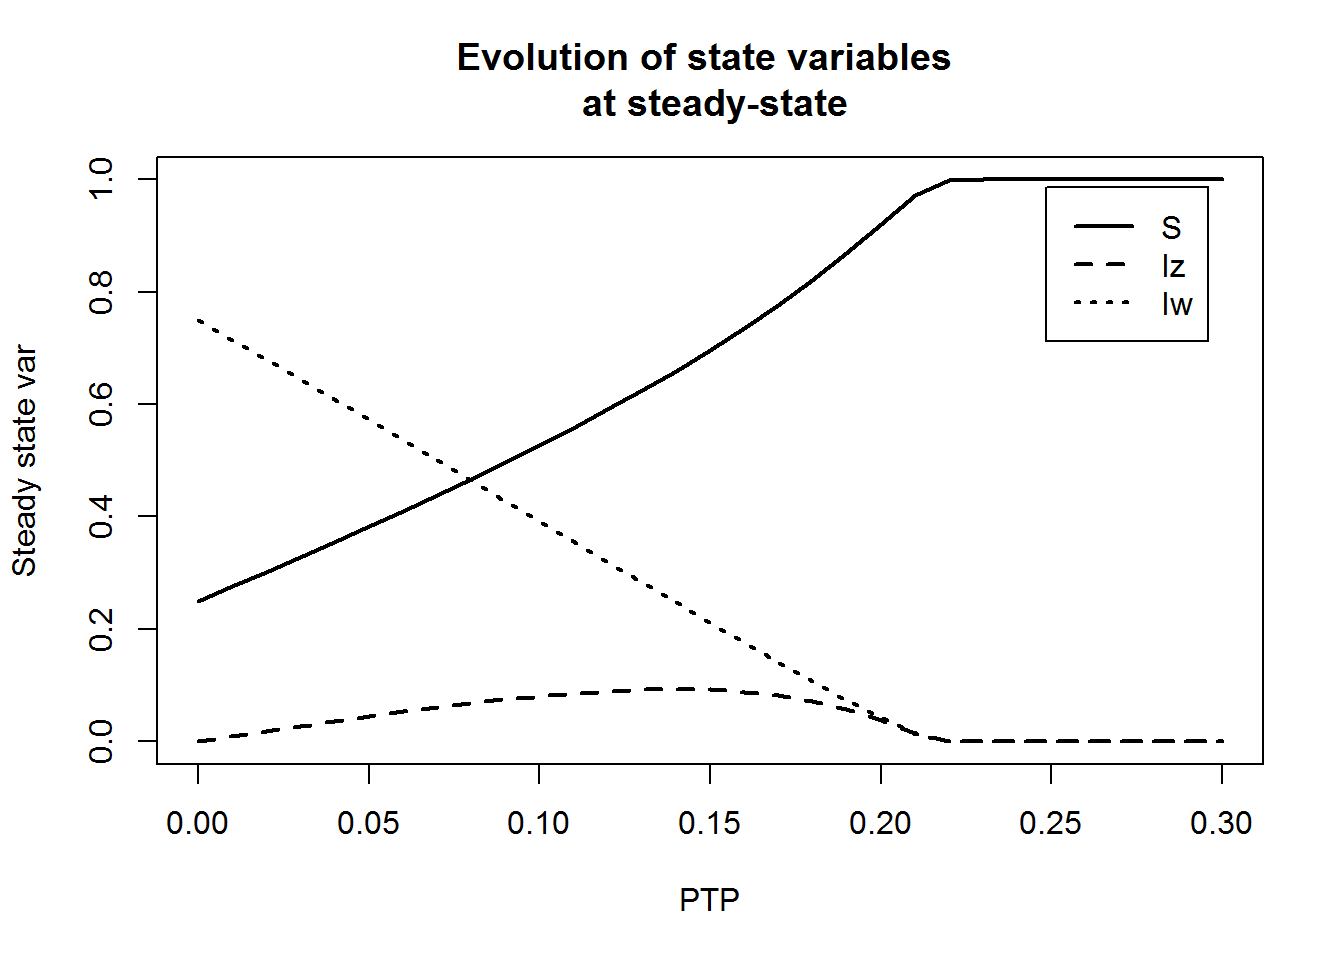 Evolution of state variables
at steady-state
Steady state var
1.0
0.8
0.6
0.4
0.2
0.0
S
Iz
Iw
0.00 0.05 0.10 0.15 0.20 0.25 0.30
PTP